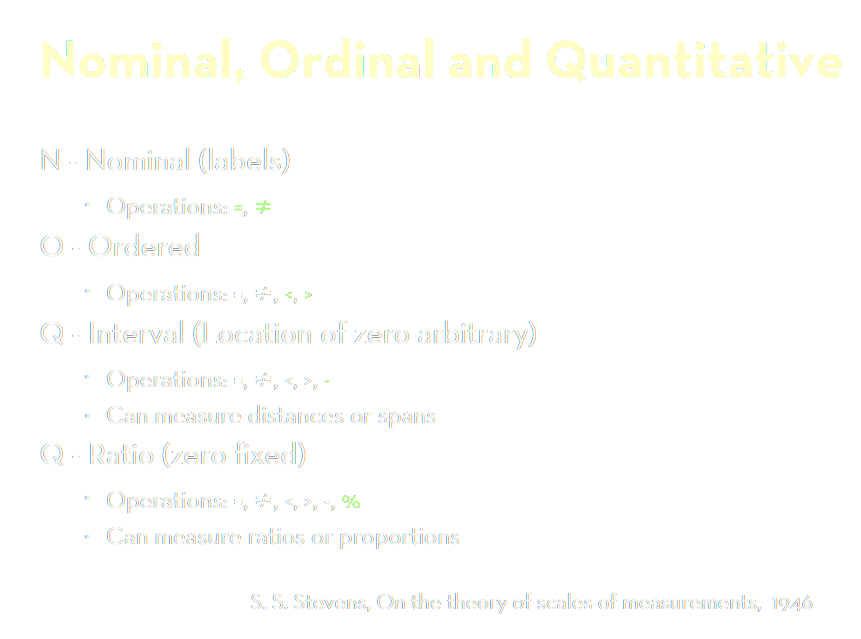 Nominal, Ordinal and Quantitative
N - Nominal (labels)
• Operations: =, ≠
O - Ordered
• Operations: =, ≠, <, >
Q - Interval (Location of zero arbitrary)
• Operations: =, ≠, <, >, -
• Can measure distances or spans
Q - Ratio (zero fixed)
• Operations: =, ≠, <, >, -, %
• Can measure ratios or proportions
S. S. Stevens, On the theory of scales of measurements, 1946